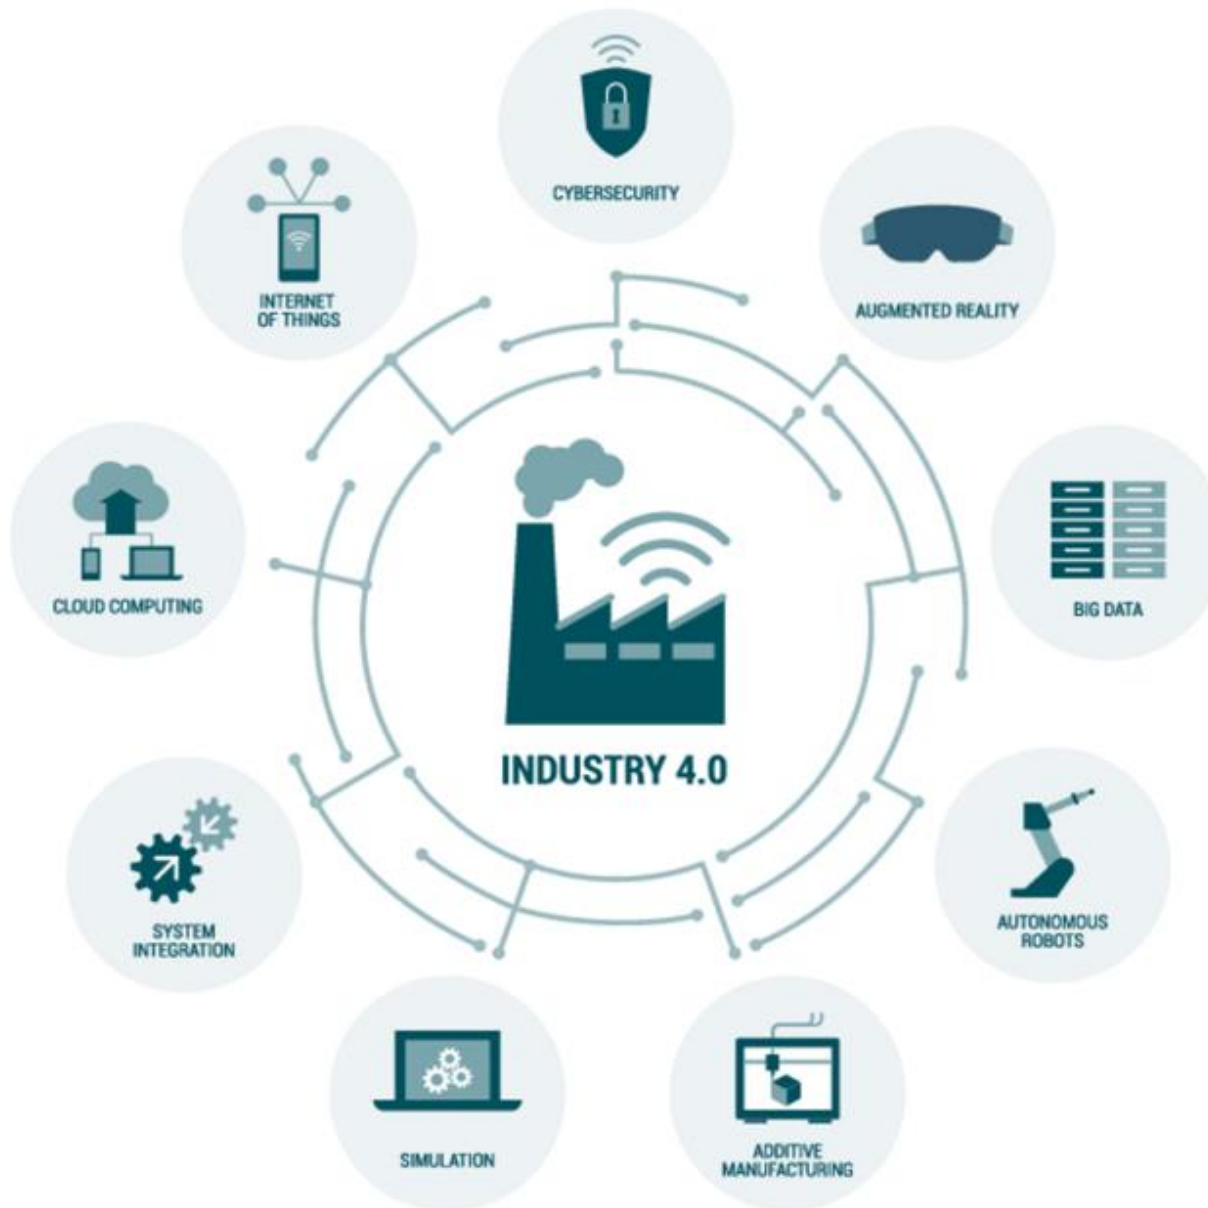 CYBERSECURITY
AUGMENTED REALITY
BIG DATA
AUTONOMOUS
ROBOTS
ADDITIVE
MANUFACTURING
SIMULATION
SYSTEM
INTEGRATION
CLOUD COMPUTING
INTERNET
OF THINGS
INDUSTRY 4.0